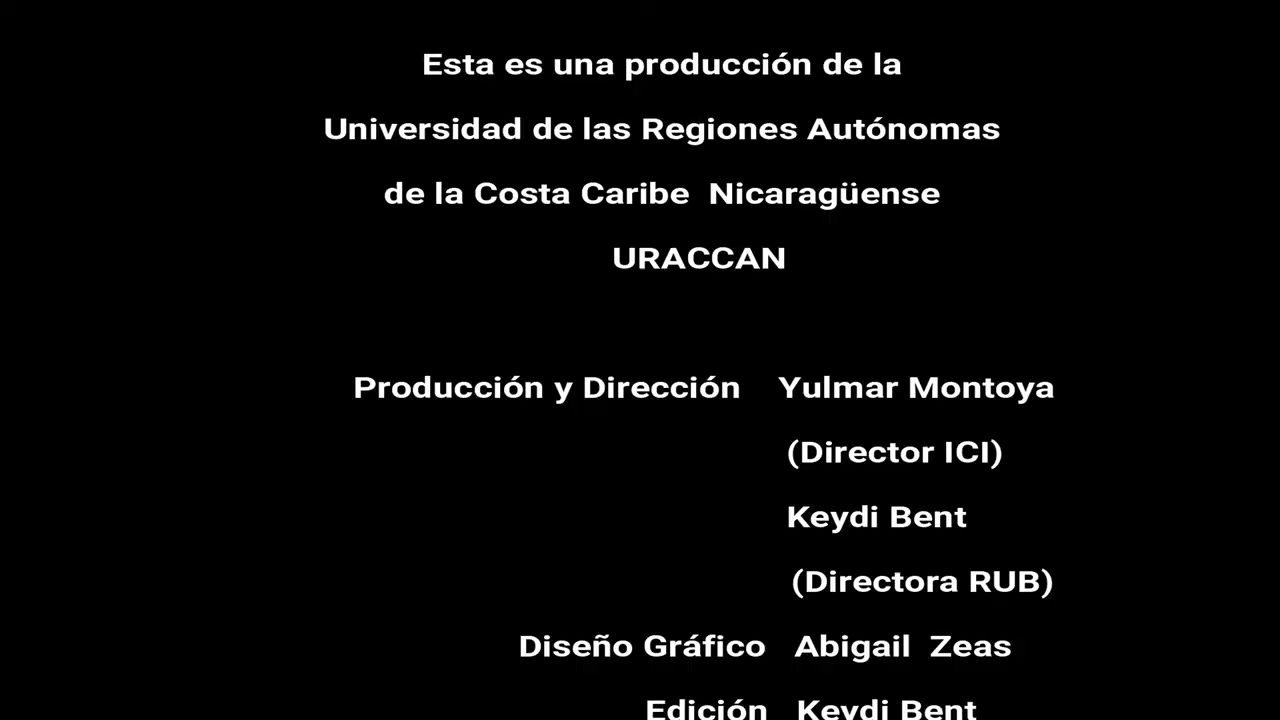 Esta es una producción de la
Universidad de las Regiones Autónomas
de la Costa Caribe Nicaragüense
URACCAN
Producción y Dirección Yulmar Montoya
(Director ICI)
Keydi Bent
(Directora RUB)
Diseño Gráfico Abigail Zeas
Edición Keydi Bent